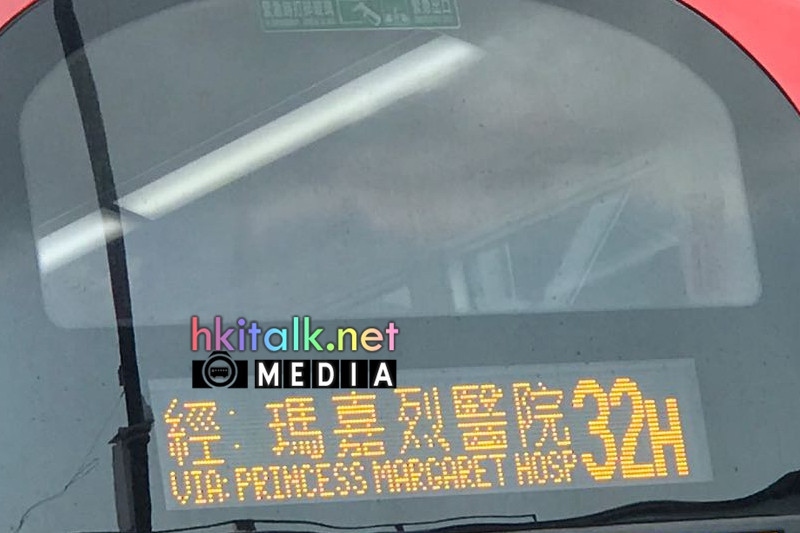 hkitalk.net
MEDIA
經: 瑪嘉烈醫院 32H
VIA: PRINCESS MARGARET HOSP